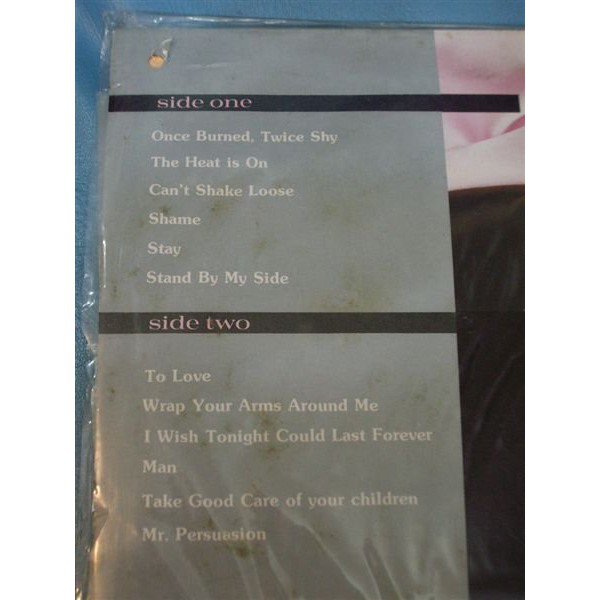 side one
Once Burned, Twice Shy
The Heat is On
Can't Shake Loose
Shame
Stay
Stand By My Side
side two
To Love
Wrap Your Arms Around Me
I Wish Tonight Could Last Forever
Man
Take Good Care of your children
Mr. Persuasion